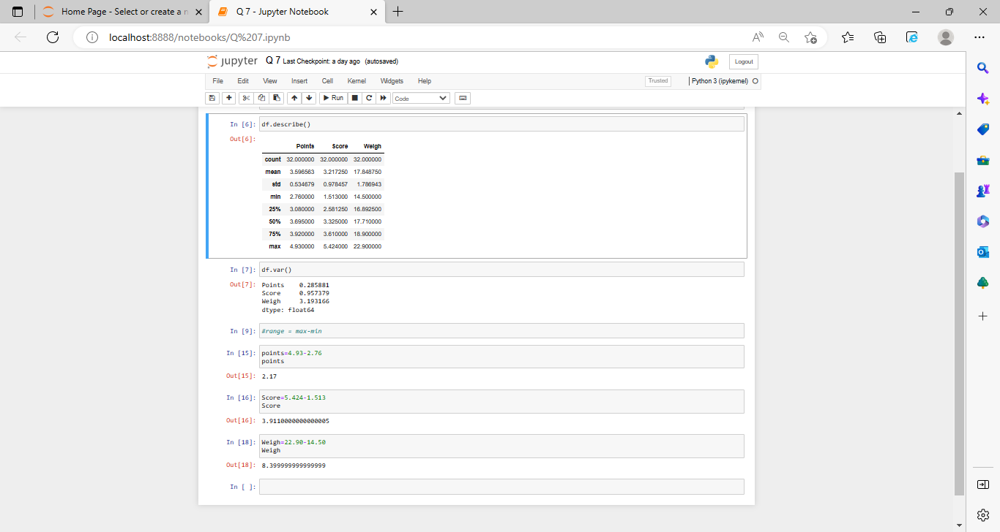 Home Page - Select or create a n
Q 7 - Jupyter Notebook
localhost:8888/notebooks/Q%207.ipynb
jupyter Q 7 Last Checkpoint: a day ago (autosaved)
Logout
File Edit View Insert Cell Kernel Widgets Help
Trusted
Python 3 (ipykernel)
Run
Code
In [6]: df.describe()
Out[6]:
Points Score Weigh
count 32.000000 32.000000 32.000000
mean 3.596563 3.217250 17.848750
std 0.534679 0.978457 1.786943
min 2.760000 1.513000 14.500000
25% 3.080000 2.581250 16.892500
50% 3.695000 3.325000 17.710000
75% 3.920000 3.610000 18.900000
max 4.930000 5.424000 22.900000
In [7]: df.var()
Out[7]: Points 0.285881
Score 0.957379
Weigh 3.193166
dtype: float64
In [9]: #range = max-min
In [15]: points=4.93-2.76
points
Out[15]: 2.17
In [16]: Score=5.424-1.513
Score
Out[16]: 3.9110000000000005
In [18]: Weigh=22.90-14.50
Weigh
Out[18]: 8.399999999999999
In [ ]: